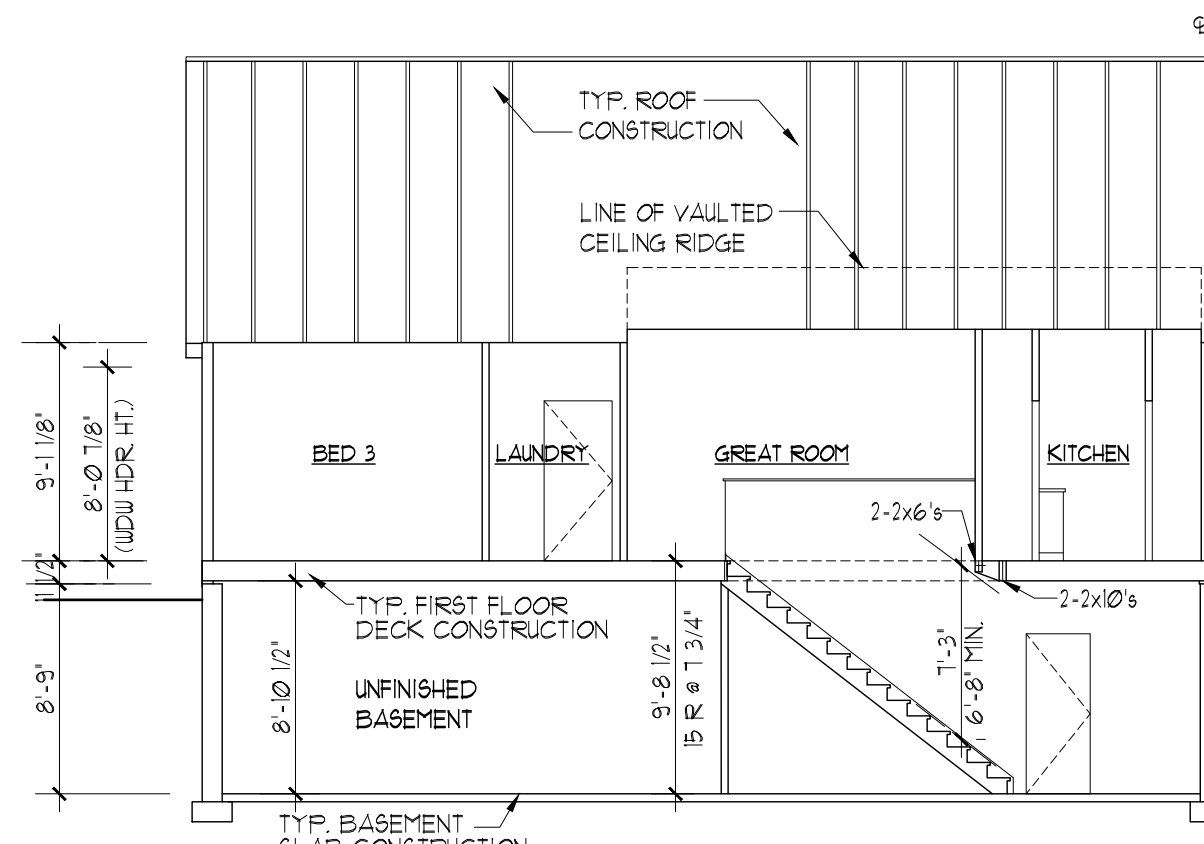 ℄
TYP. ROOF
CONSTRUCTION
LINE OF VAULTED
CEILING RIDGE
9'-1 1/8"
8'-0 7/8"
(WDW HDR. HT.)
BED 3
LAUNDRY
GREAT ROOM
KITCHEN
2-2x6's
11 1/2"
TYP. FIRST FLOOR
DECK CONSTRUCTION
2-2x10's
8'-9"
8'-10 1/2"
UNFINISHED
BASEMENT
9'-8 1/2"
15 R @ 7 3/4"
7'-3"
6'-8" MIN.
TYP. BASEMENT
SLAB CONSTRUCTION